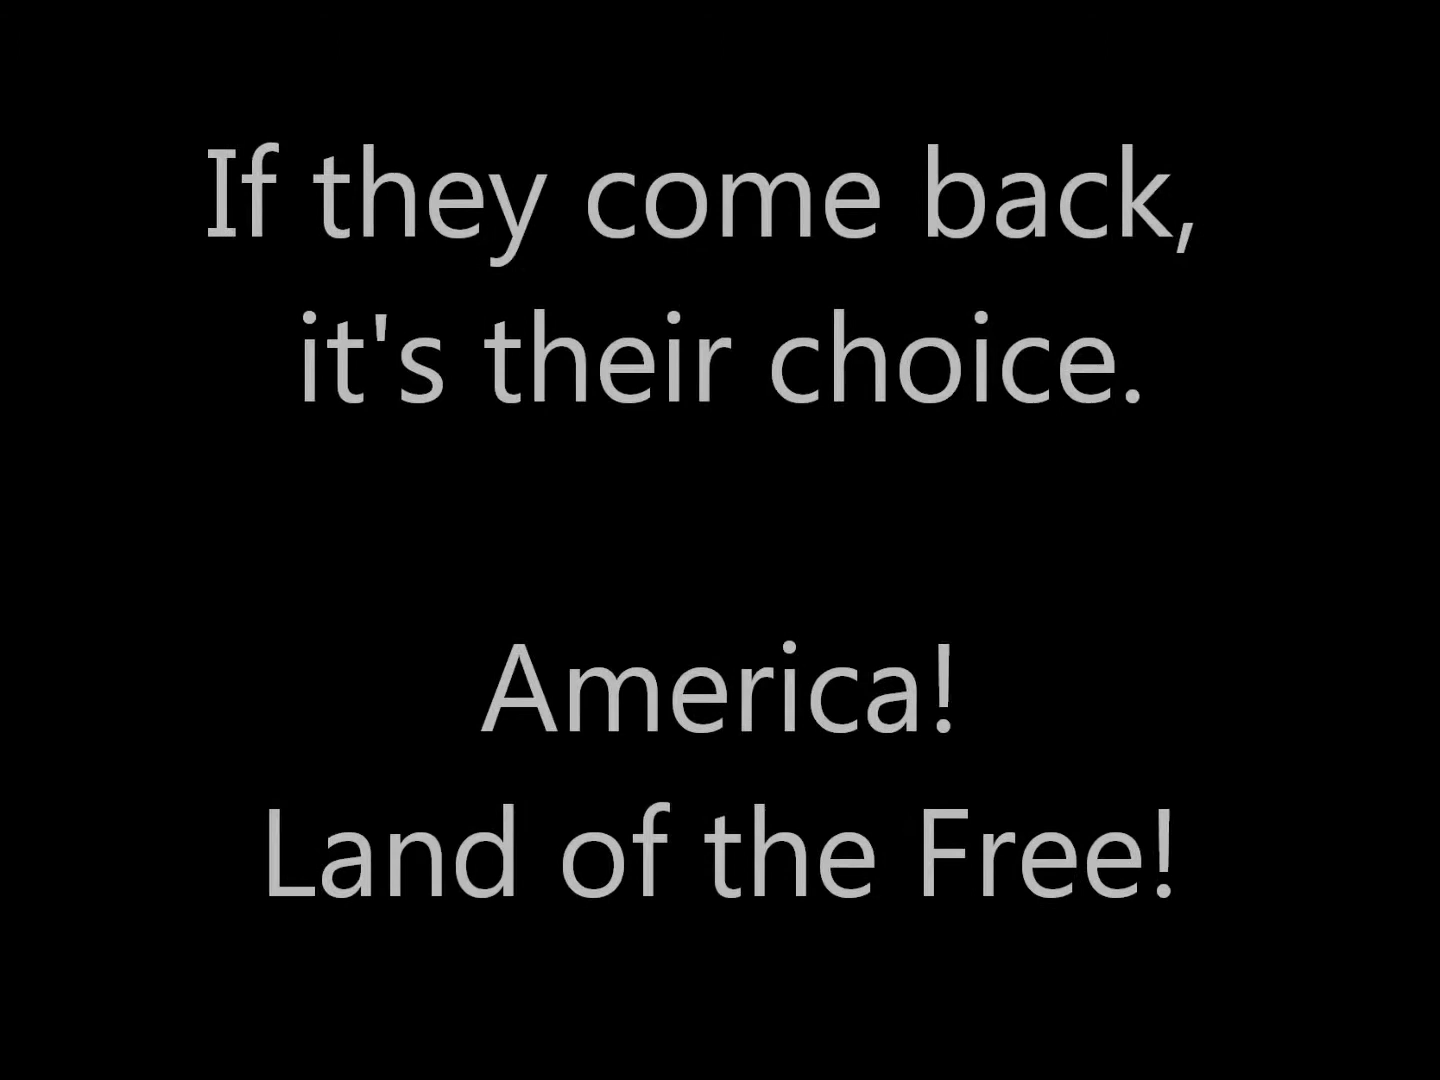 If they come back,
it's their choice.
America!
Land of the Free!